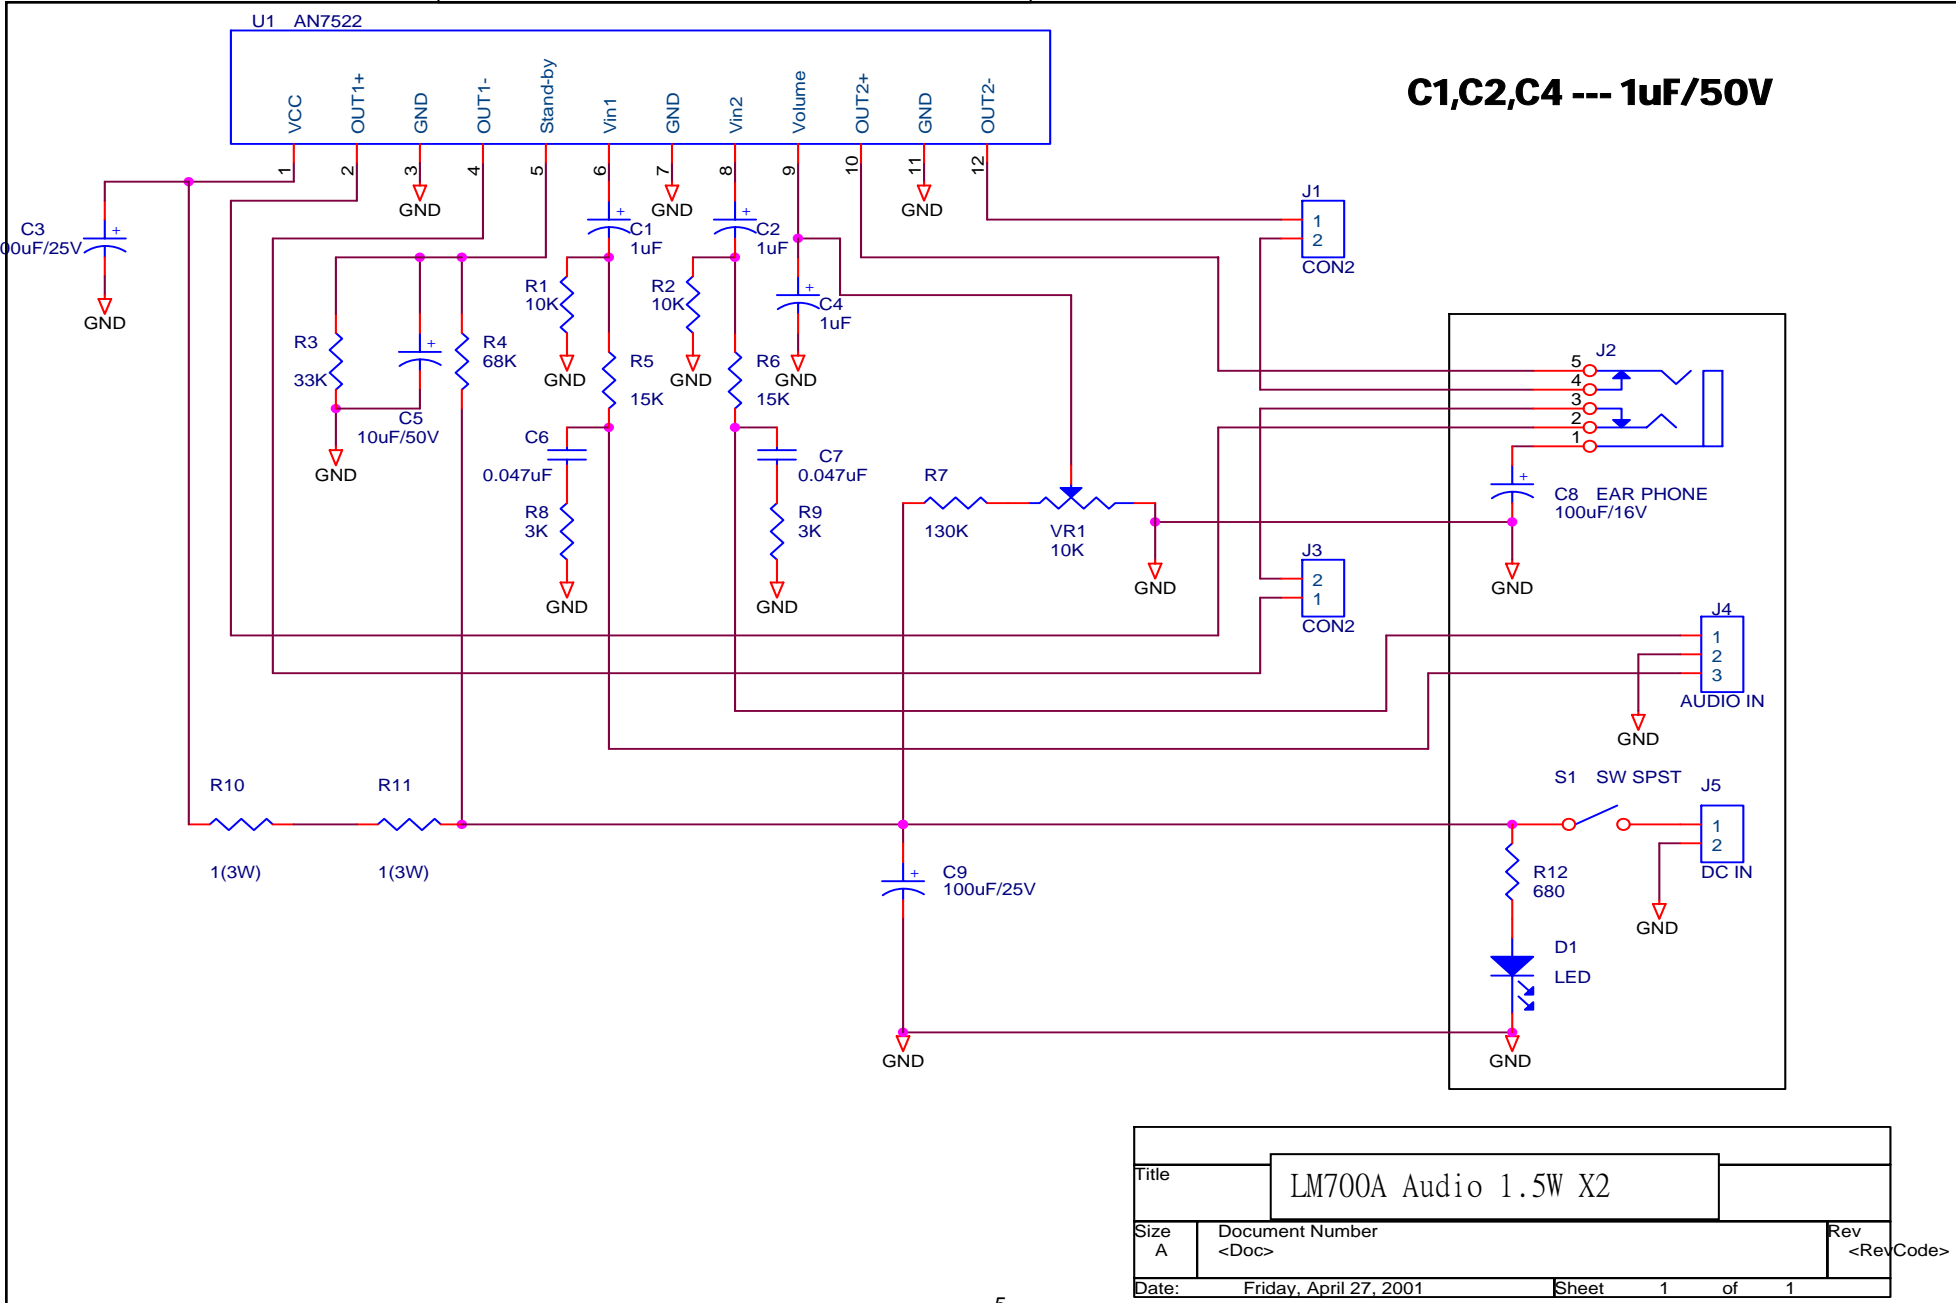 U1 AN7522
VCC
OUT1+
GND
OUT1-
Stand-by
Vin1
GND
Vin2
Volume
OUT2+
GND
OUT2-
1
2
3
4
5
6
7
8
9
10
11
12
C1,C2,C4 --- 1uF/50V
C3
00uF/25V
GND
GND
GND
GND
C1
1uF
C2
1uF
J1
1
2
CON2
R1
10K
R2
10K
C4
1uF
R3
33K
R4
68K
C5
10uF/50V
GND
GND
GND
GND
R5
15K
R6
15K
J2
5
4
3
2
1
C6
0.047uF
C7
0.047uF
R8
3K
R9
3K
GND
GND
R7
130K
VR1
10K
GND
C8 EAR PHONE
100uF/16V
GND
J3
2
1
CON2
J4
1
2
3
AUDIO IN
GND
R10
1(3W)
R11
1(3W)
S1 SW SPST
J5
1
2
DC IN
GND
C9
100uF/25V
R12
680
D1
LED
GND
GND
Title
LM700A Audio 1.5W X2
Size
A
Document Number
<Doc>
Rev
<RevCode>
Date: Friday, April 27, 2001 Sheet 1 of 1